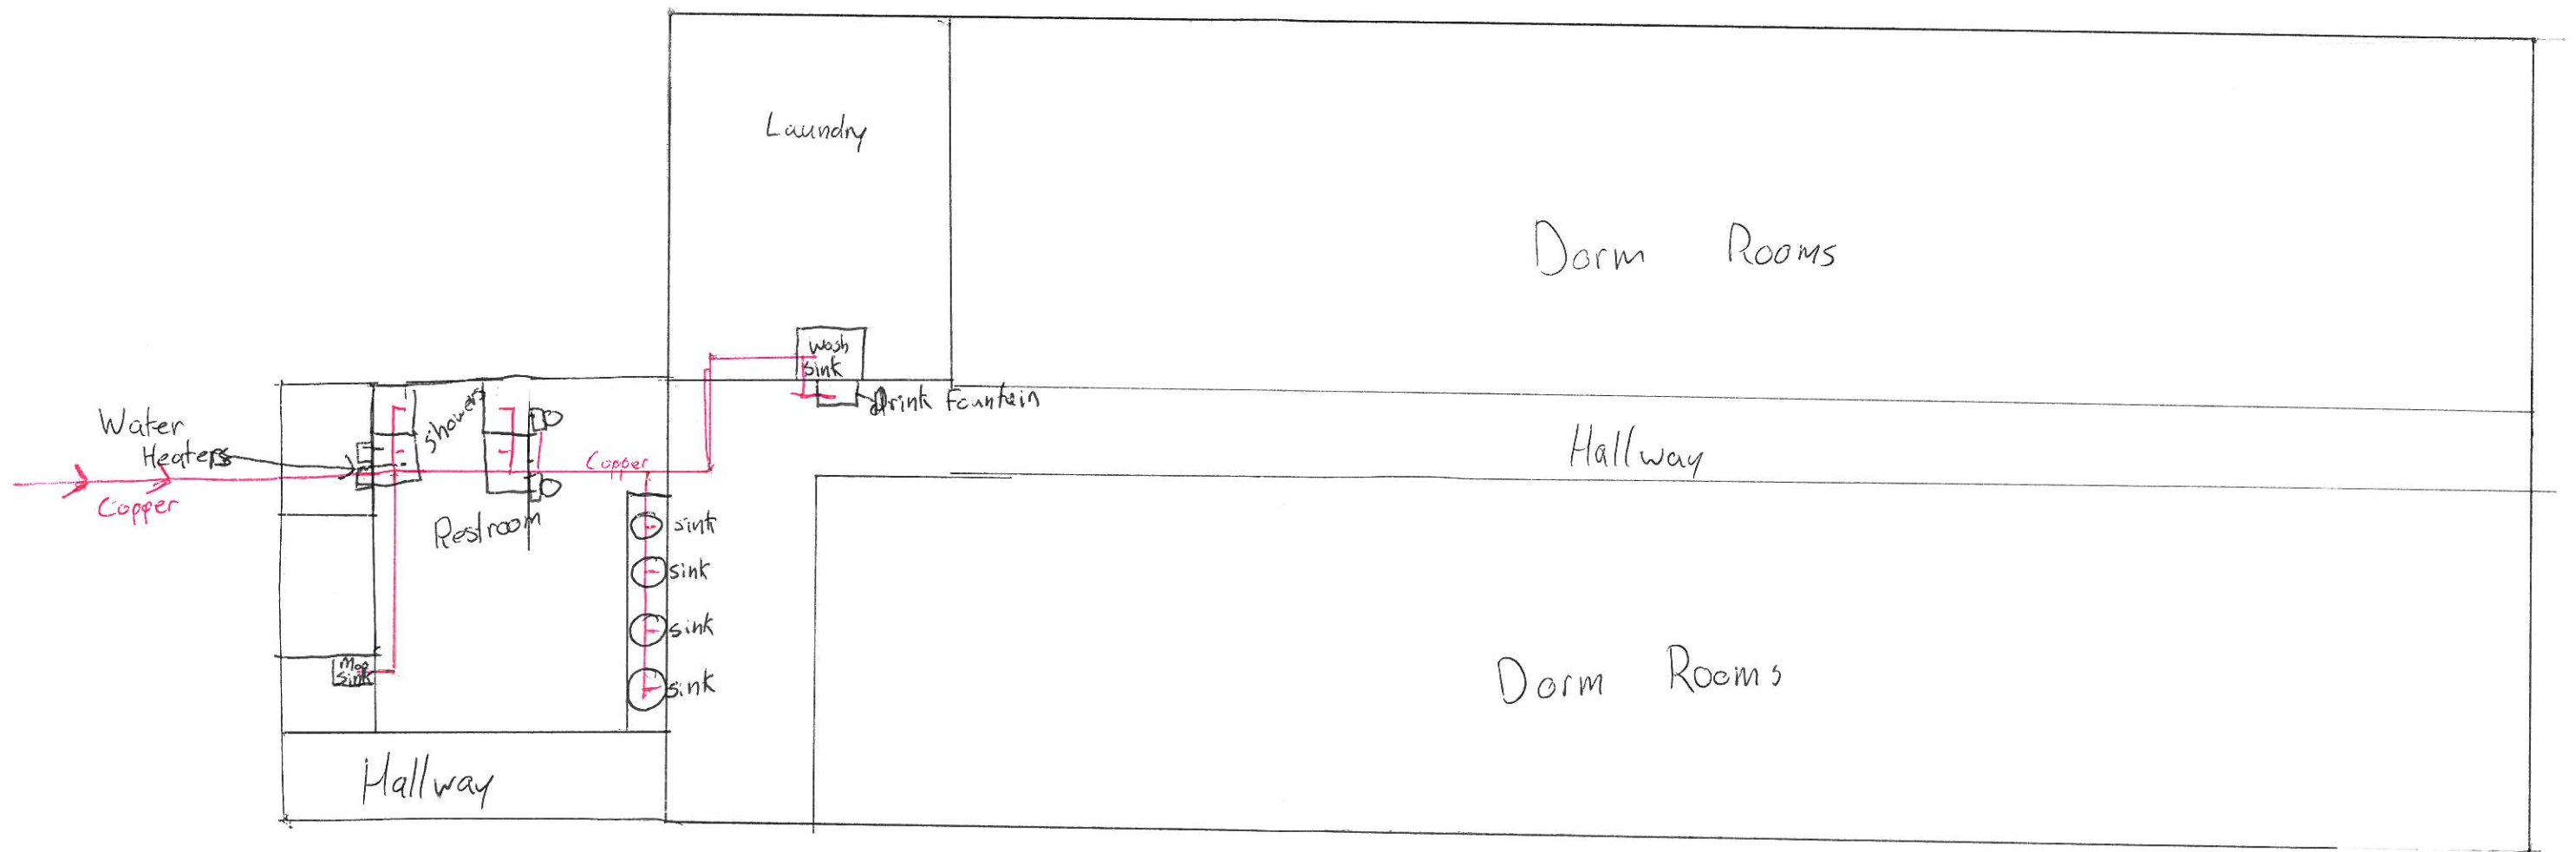 Laundry
Dorm Rooms
Wash
Sink
Drink Fountain
Water
Heaters
Showers
Copper
Hallway
Copper
Restroom
sink
sink
sink
sink
Mop
Sink
Dorm Rooms
Hallway